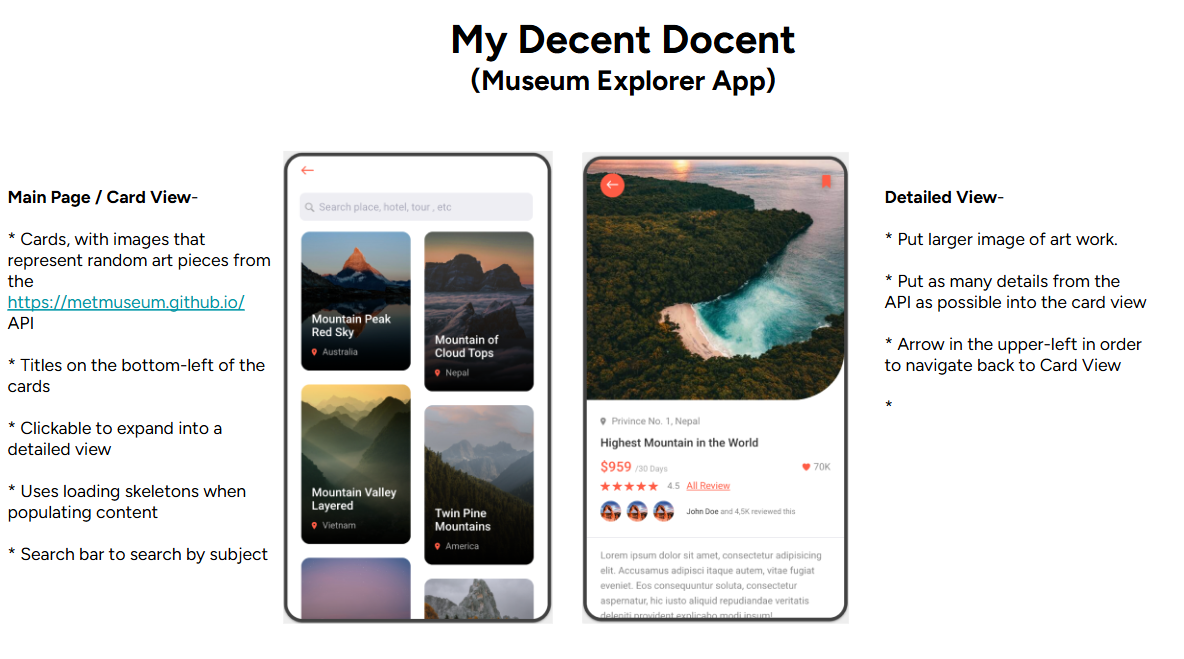 My Decent Docent
(Museum Explorer App)
Main Page / Card View-
* Cards, with images that
represent random art pieces from
the
https://metmuseum.github.io/
API
* Titles on the bottom-left of the
cards
* Clickable to expand into a
detailed view
* Uses loading skeletons when
populating content
* Search bar to search by subject
Search place, hotel, tour , etc
Mountain Peak
Red Sky
Australia
Mountain of
Cloud Tops
Nepal
Mountain Valley
Layered
Vietnam
Twin Pine
Mountains
America
Privince No. 1, Nepal
Highest Mountain in the World
$959 /30 Days
70K
4.5 All Review
John Doe and 4,5K reviewed this
Lorem ipsum dolor sit amet, consectetur adipisicing
elit. Accusamus adipisci itaque autem, vitae fugiat
eveniet. Eos consequuntur soluta, consectetur
aspernatur, hic iusto aliquid repudiandae veritatis
deleniti provident explicabo modi ipsum!
Detailed View-
* Put larger image of art work.
* Put as many details from the
API as possible into the card view
* Arrow in the upper-left in order
to navigate back to Card View
*